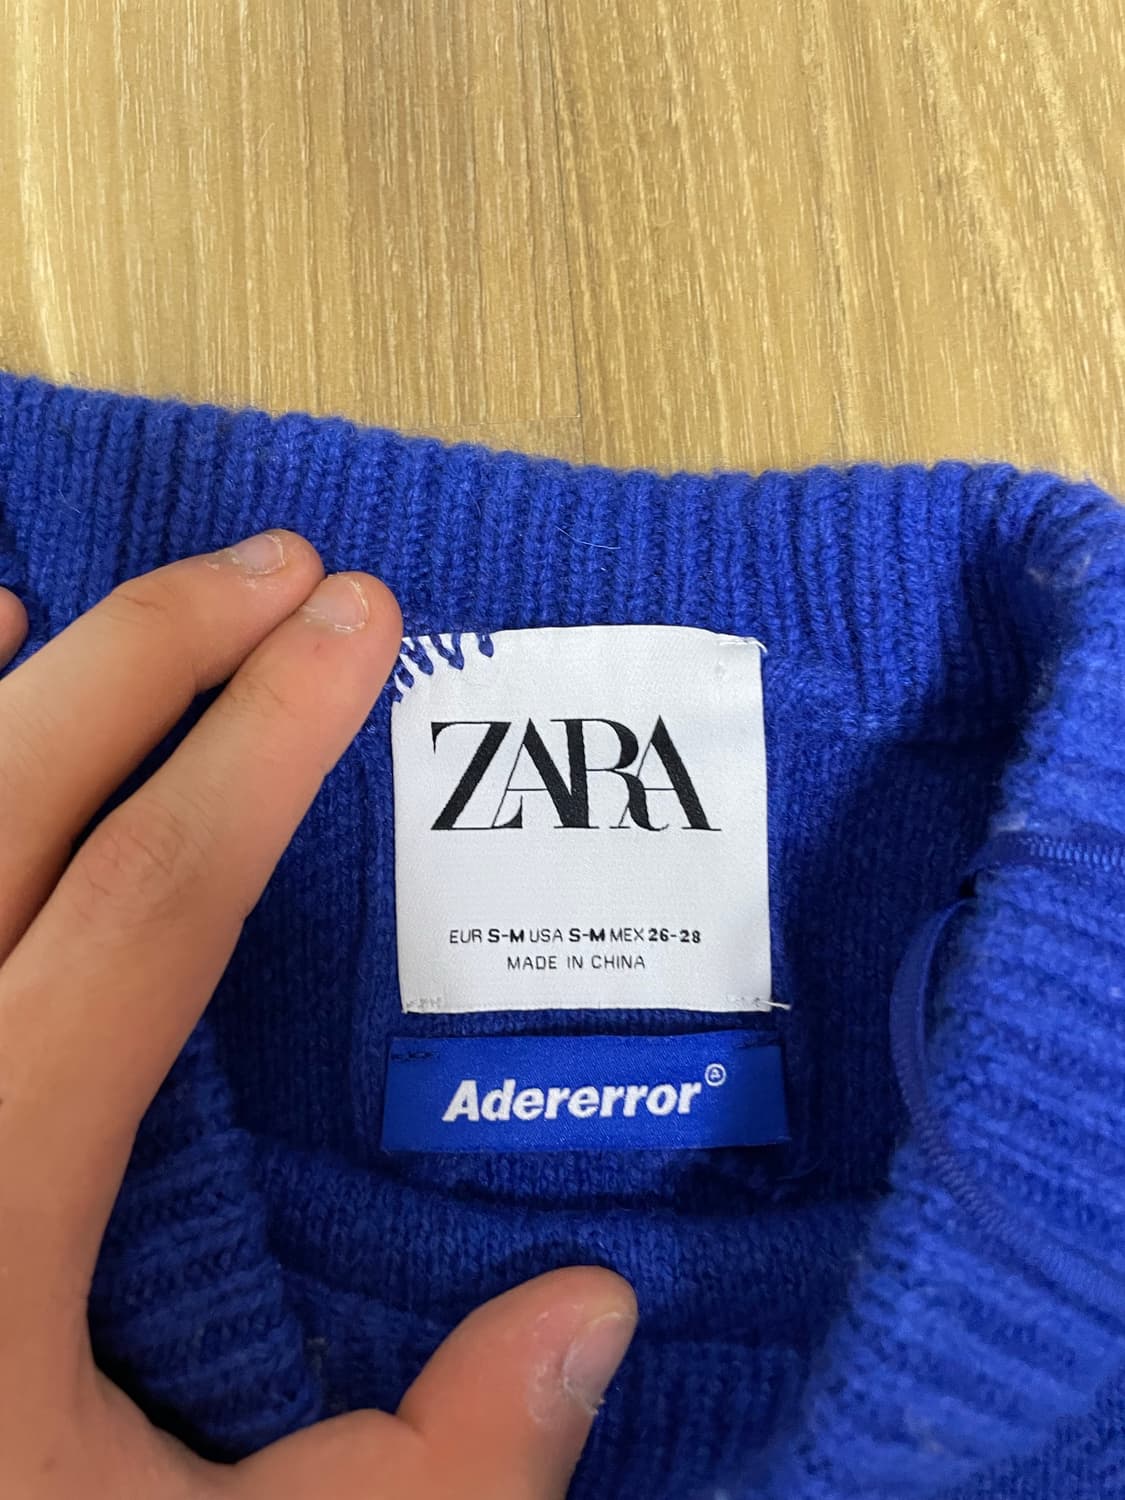 ZARA
EUR S-M USA S-M MEX 26-28
MADE IN CHINA
Adererror®